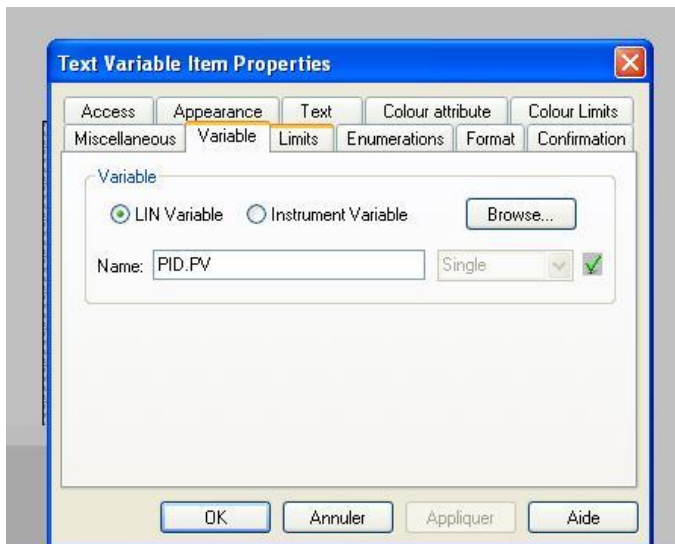 Text Variable Item Properties
Access Appearance Text Colour attribute Colour Limits
Miscellaneous Variable Limits Enumerations Format Confirmation
Variable
LIN Variable Instrument Variable Browse...
Name: PID.PV Single
OK Annuler Appliquer Aide